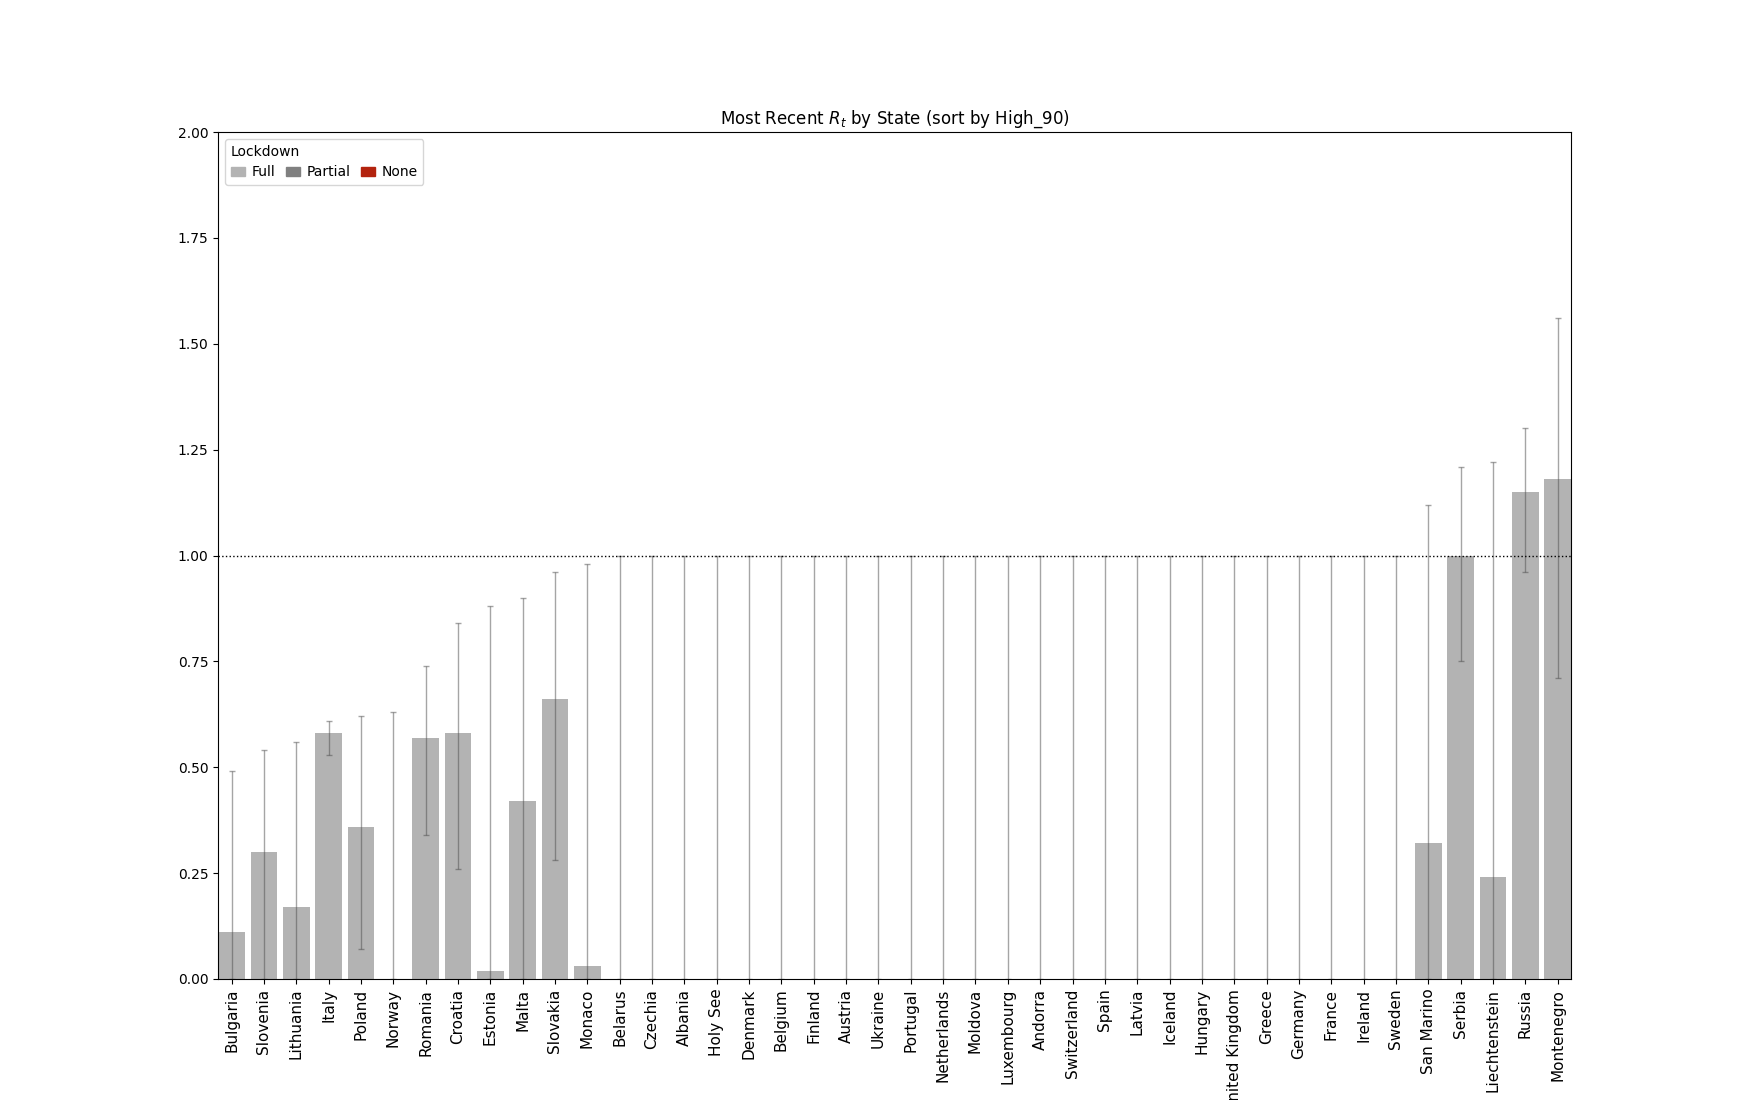 Most Recent R_t by State (sort by High_90)
2.00
Lockdown
Full Partial None
1.75
1.50
1.25
1.00
0.75
0.50
0.25
0.00
Bulgaria
Slovenia
Lithuania
Italy
Poland
Norway
Romania
Croatia
Estonia
Malta
Slovakia
Monaco
Belarus
Czechia
Albania
Holy See
Denmark
Belgium
Finland
Austria
Ukraine
Portugal
Netherlands
Moldova
Luxembourg
Andorra
Switzerland
Spain
Latvia
Iceland
Hungary
nited Kingdom
Greece
Germany
France
Ireland
Sweden
San Marino
Serbia
Liechtenstein
Russia
Montenegro